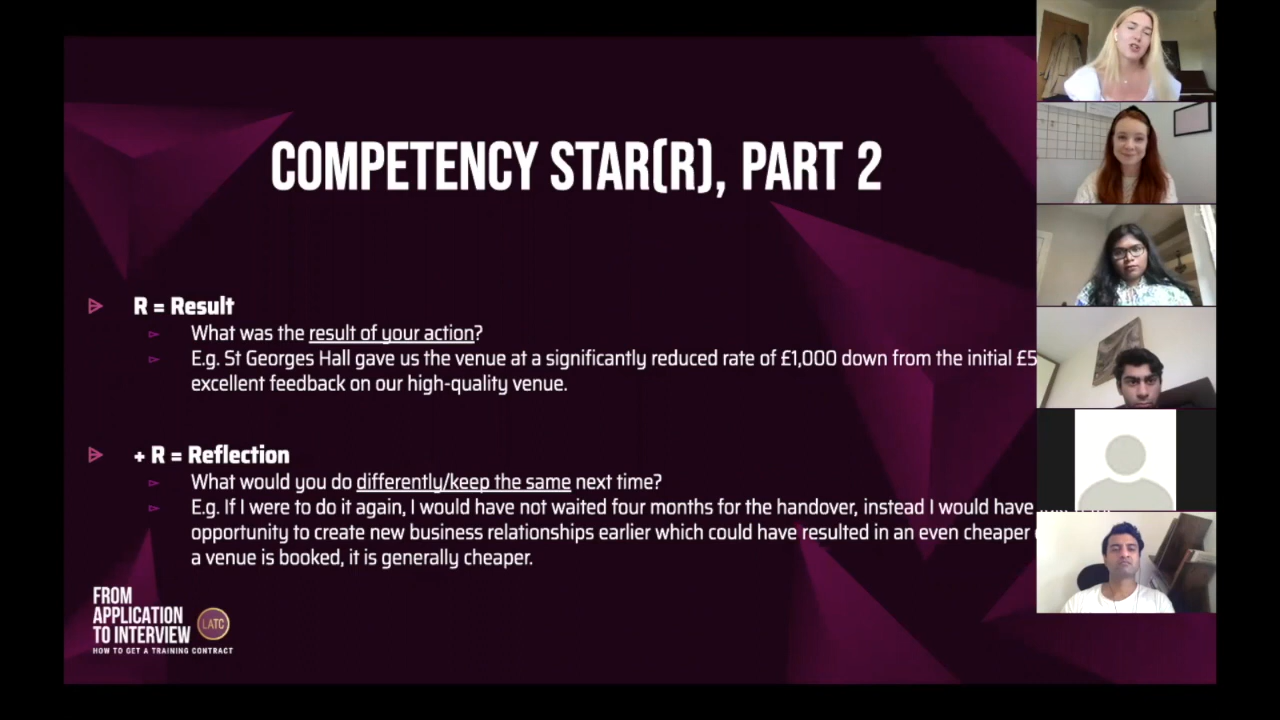 COMPETENCY STAR(R), PART 2
R = Result
What was the result of your action?
E.g. St Georges Hall gave us the venue at a significantly reduced rate of £1,000 down from the initial £5
excellent feedback on our high-quality venue.
+ R = Reflection
What would you do differently/keep the same next time?
E.g. If I were to do it again, I would have not waited four months for the handover, instead I would have
opportunity to create new business relationships earlier which could have resulted in an even cheaper
a venue is booked, it is generally cheaper.
FROM
APPLICATION
TO INTERVIEW
LATC
HOW TO GET A TRAINING CONTRACT